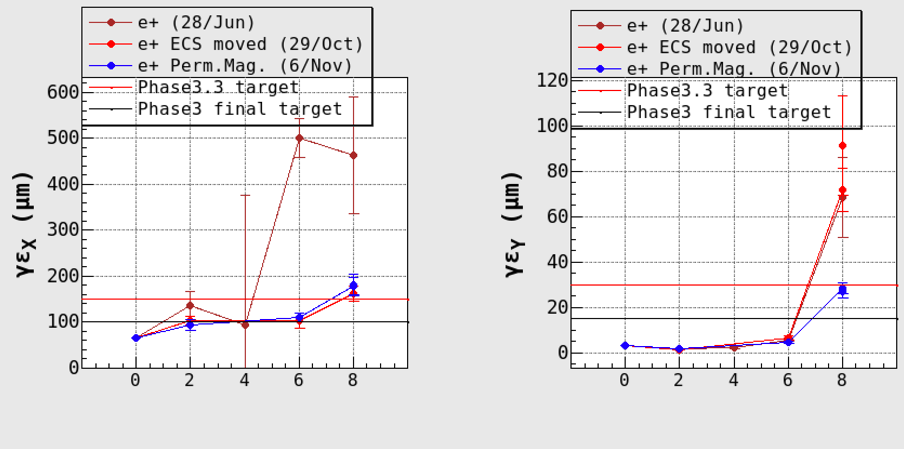 e+ (28/Jun)
e+ ECS moved (29/Oct)
e+ Perm.Mag. (6/Nov)
Phase3.3 target
Phase3 final target
600
500
400
300
200
100
0
γεX (μm)
0 2 4 6 8
e+ (28/Jun)
e+ ECS moved (29/Oct)
e+ Perm.Mag. (6/Nov)
Phase3.3 target
Phase3 final target
120
100
80
60
40
20
0
γεY (μm)
0 2 4 6 8